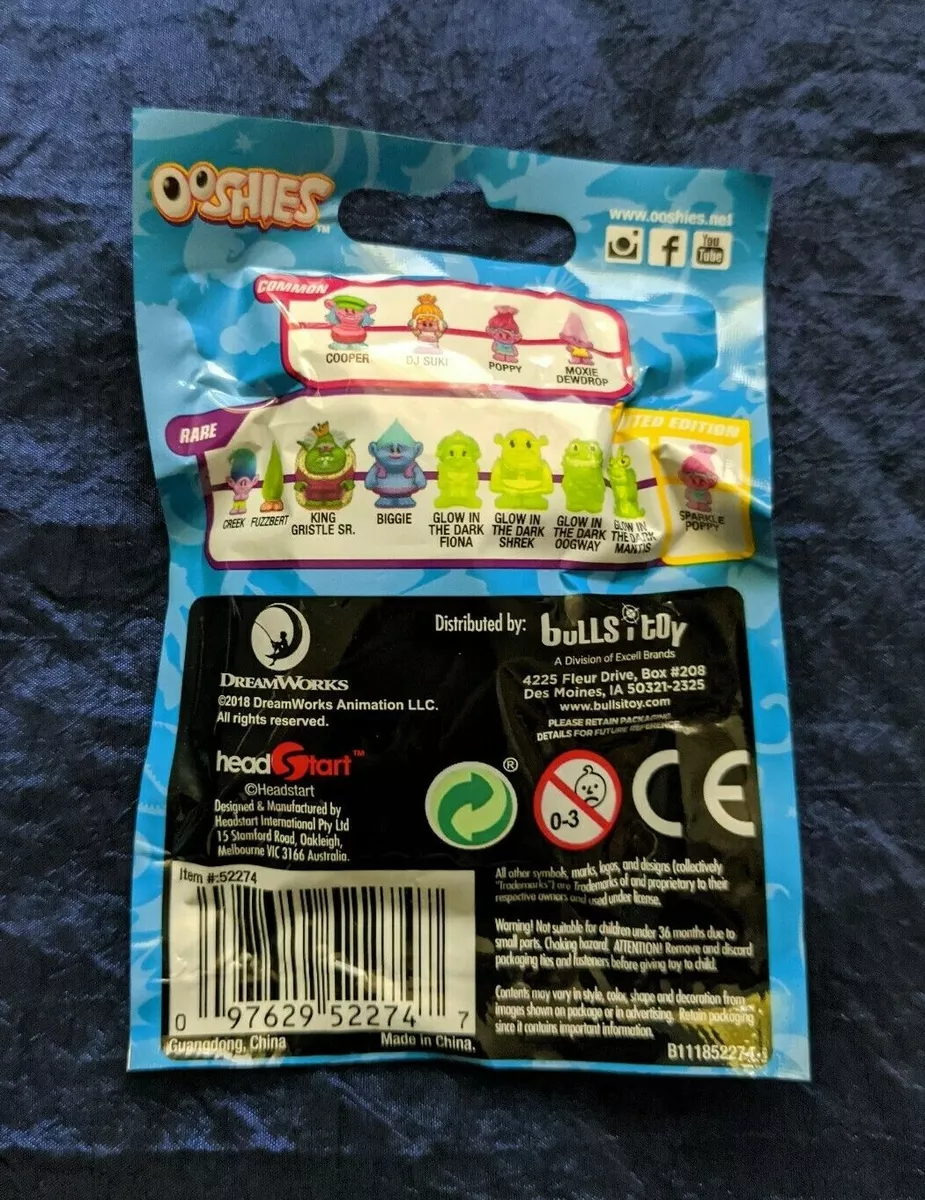 OOSHIES™
www.ooshies.net
You
Tube
COMMON
COOPER
DJ SUKI
POPPY
MOXIE
DEWDROP
RARE
CREEK
FUZZBERT
KING
GRISTLE SR.
BIGGIE
GLOW IN
THE DARK
FIONA
GLOW IN
THE DARK
SHREK
GLOW IN
THE DARK
OOGWAY
GLOW IN
THE DARK
MANTIS
ITED EDITION
SPARKLE
POPPY
DREAMWORKS
©2018 DreamWorks Animation LLC.
All rights reserved.
Distributed by:
bullsitoy
A Division of Excell Brands
4225 Fleur Drive, Box #208
Des Moines, IA 50321-2325
www.bullsitoy.com
PLEASE RETAIN PACKAGING
DETAILS FOR FUTURE REFERENCE.
headStart™
©Headstart
Designed & Manufactured by
Headstart International Pty Ltd
15 Stamford Road, Oakleigh,
Melbourne VIC 3166 Australia.
®
0-3
CE
Item #:52274
0 97629 52274 7
Guangdong, China
Made in China.
All other symbols, marks, logos, and designs (collectively
"Trademarks") are Trademarks of and proprietary to their
respective owners and used under license.
Warning! Not suitable for children under 36 months due to
small parts. Choking hazard. ATTENTION! Remove and discard
packaging ties and fasteners before giving toy to child.
Contents may vary in style, color, shape and decoration from
images shown on package or in advertising. Retain packaging
since it contains important information.
B111852274